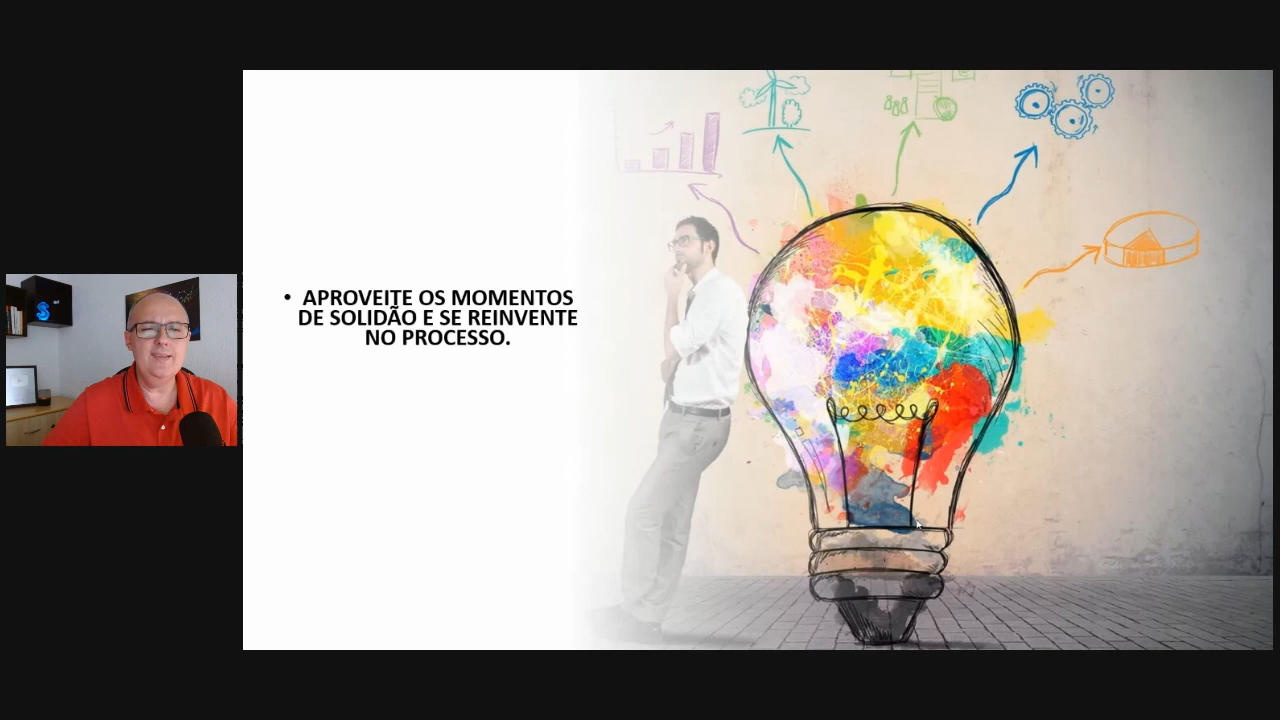 • APROVEITE OS MOMENTOS
DE SOLIDÃO E SE REINVENTE
NO PROCESSO.